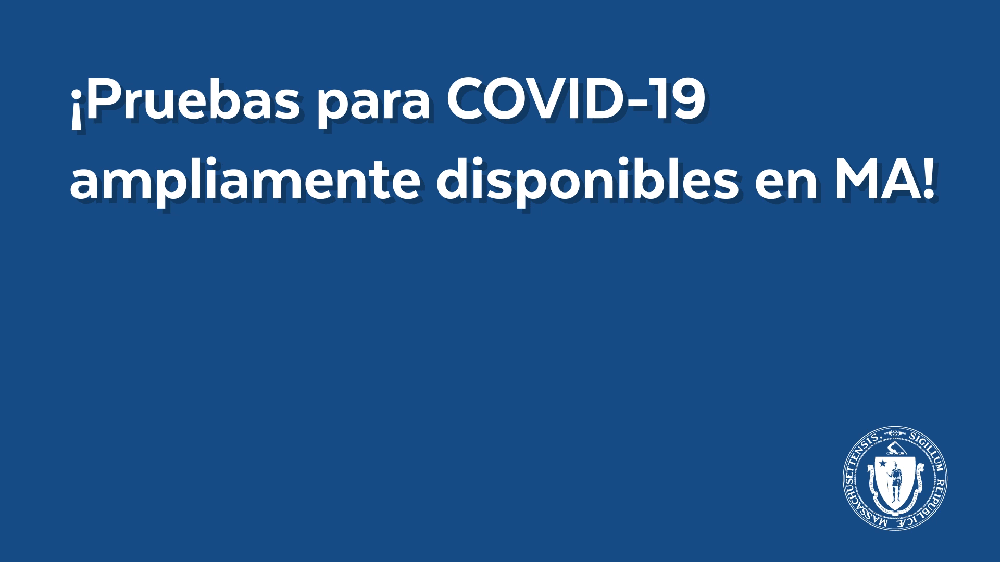 ¡Pruebas para COVID-19
ampliamente disponibles en MA!
SIGILLUM REIPUBLICÆ MASSACHUSETTENSIS.